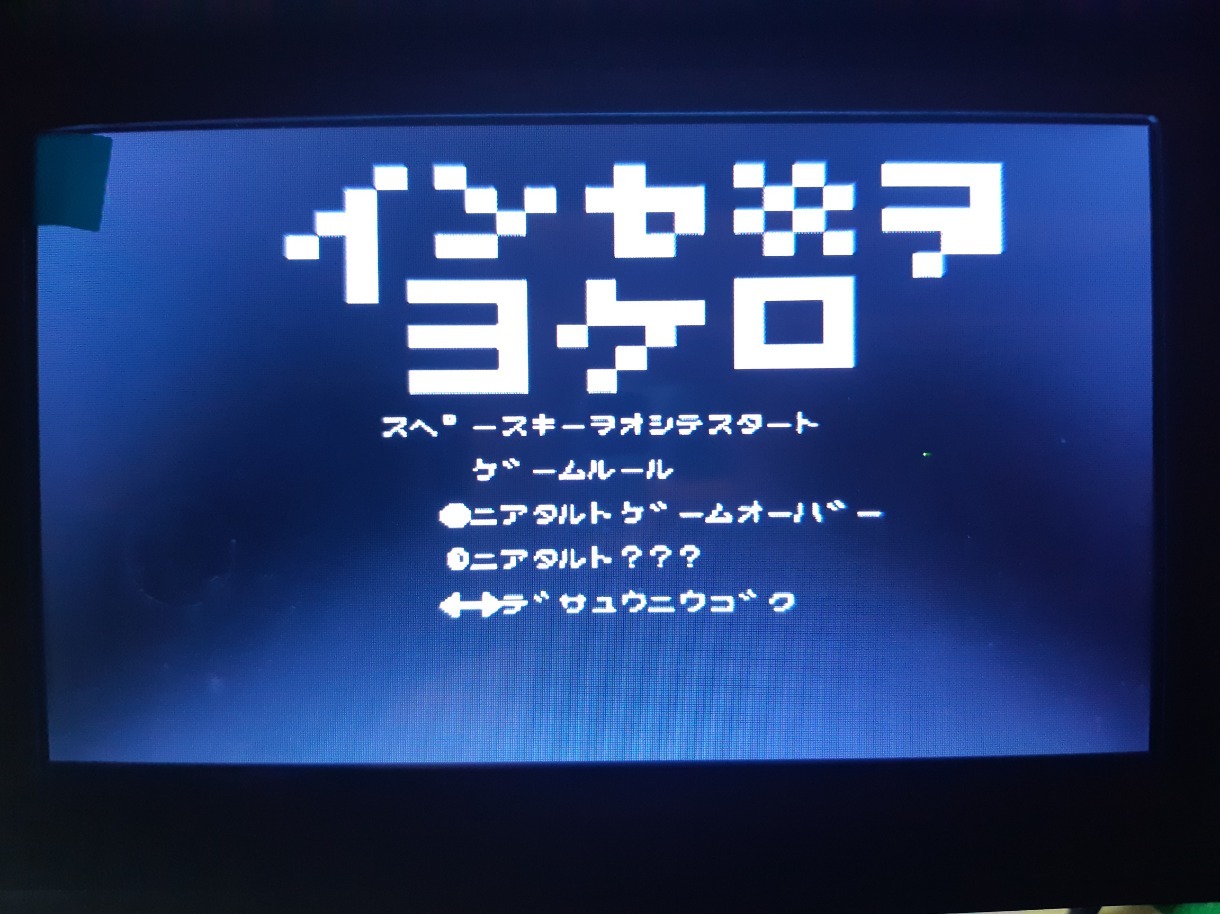 インセ※ヲ
ヨケロ
スペースキーヲオシテスタート
ゲームルール
●ニアタルトゲームオーバー
ニアタルト???
↔デサユウニウゴク